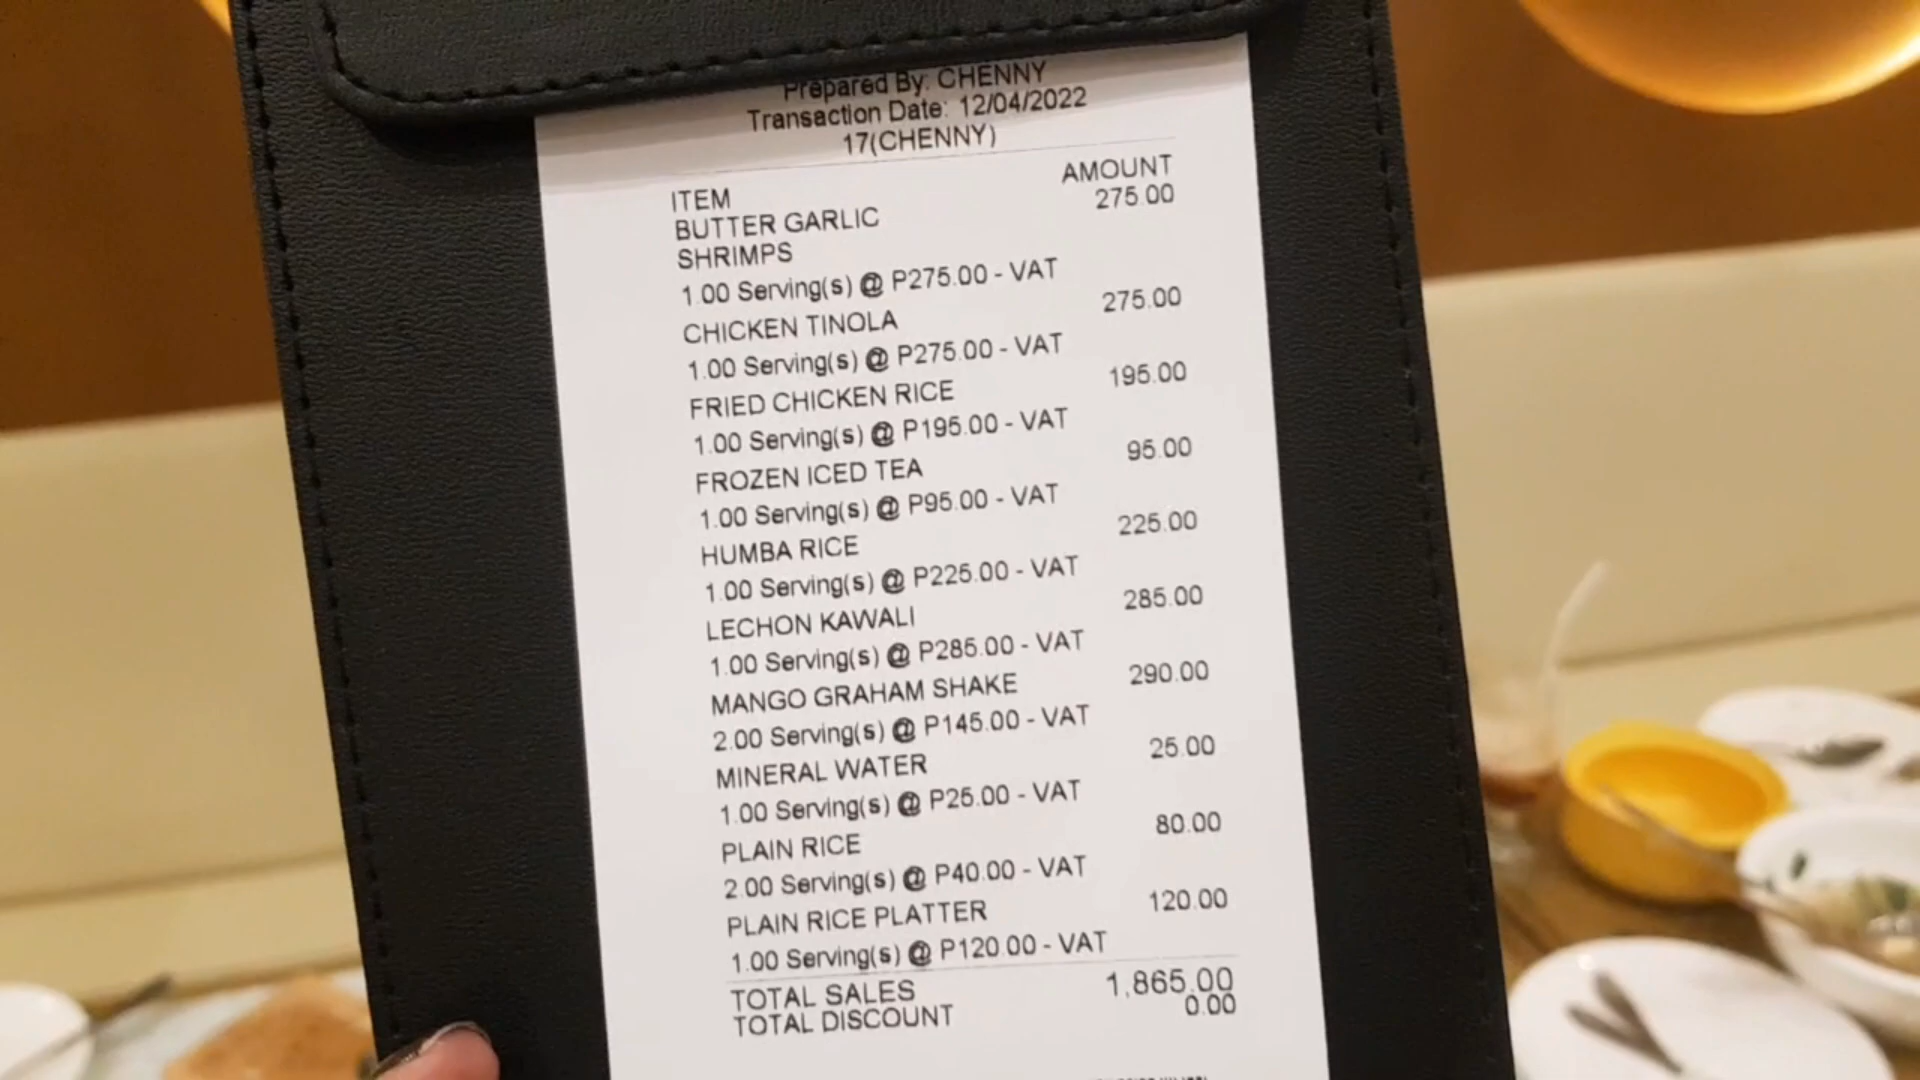 Prepared By: CHENNY
Transaction Date: 12/04/2022
17(CHENNY)
ITEM AMOUNT
BUTTER GARLIC 275.00
SHRIMPS
1.00 Serving(s) @ P275.00 - VAT
CHICKEN TINOLA 275.00
1.00 Serving(s) @ P275.00 - VAT
FRIED CHICKEN RICE 195.00
1.00 Serving(s) @ P195.00 - VAT
FROZEN ICED TEA 95.00
1.00 Serving(s) @ P95.00 - VAT
HUMBA RICE 225.00
1.00 Serving(s) @ P225.00 - VAT
LECHON KAWALI 285.00
1.00 Serving(s) @ P285.00 - VAT
MANGO GRAHAM SHAKE 290.00
2.00 Serving(s) @ P145.00 - VAT
MINERAL WATER 25.00
1.00 Serving(s) @ P25.00 - VAT
PLAIN RICE 80.00
2.00 Serving(s) @ P40.00 - VAT
PLAIN RICE PLATTER 120.00
1.00 Serving(s) @ P120.00 - VAT
TOTAL SALES 1,865.00
TOTAL DISCOUNT 0.00